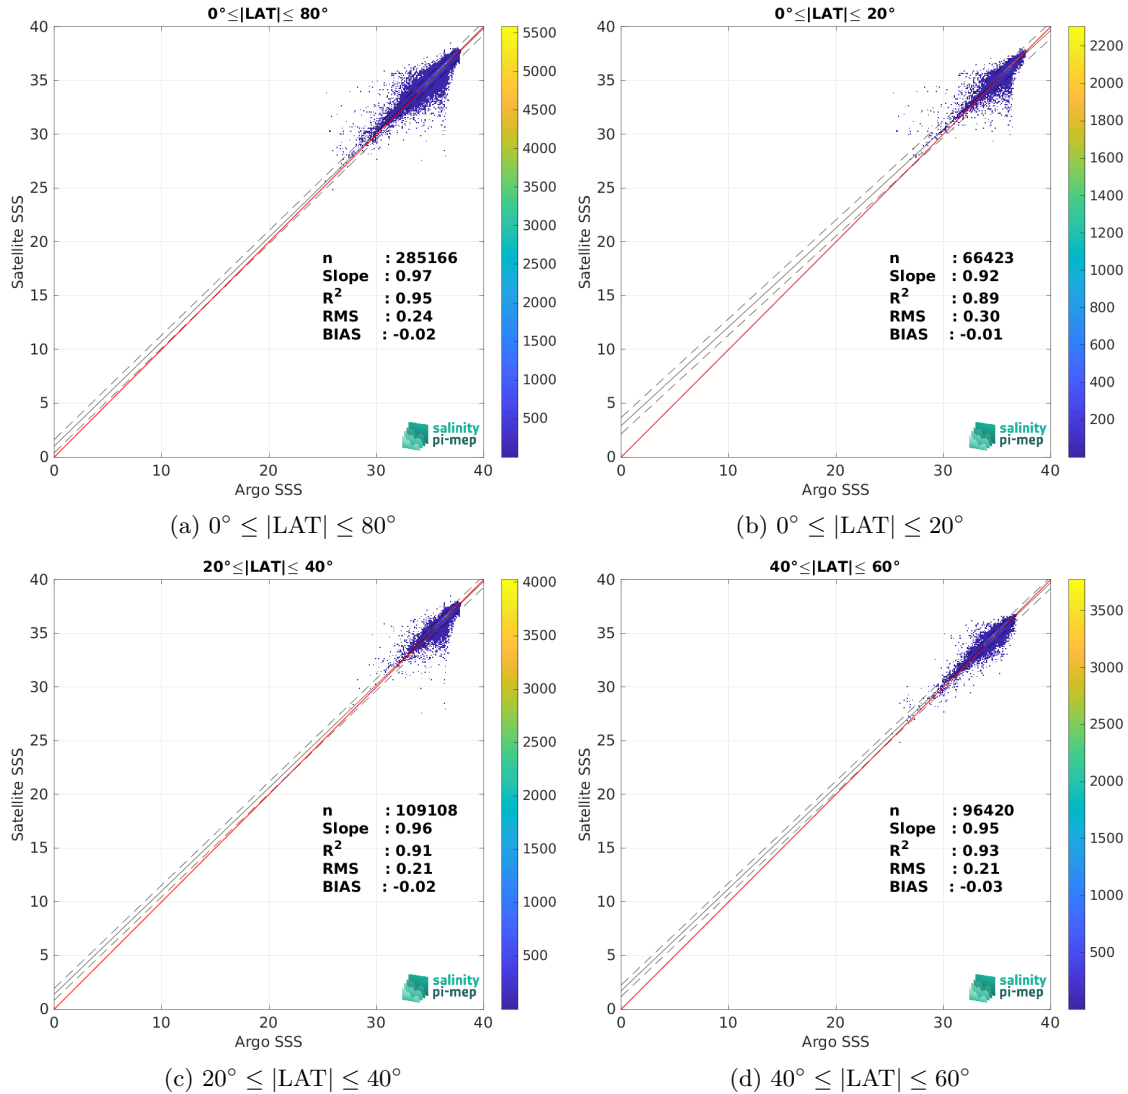 0°≤|LAT|≤ 80°
40
35
30
25
20
15
10
5
0
Satellite SSS
0
10
20
30
40
Argo SSS
n : 285166
Slope : 0.97
R² : 0.95
RMS : 0.24
BIAS : -0.02
salinity
pi-mep
5500
5000
4500
4000
3500
3000
2500
2000
1500
1000
500
(a) 0° ≤ |LAT| ≤ 80°
0°≤|LAT|≤ 20°
40
35
30
25
20
15
10
5
0
Satellite SSS
0
10
20
30
40
Argo SSS
n : 66423
Slope : 0.92
R² : 0.89
RMS : 0.30
BIAS : -0.01
salinity
pi-mep
2200
2000
1800
1600
1400
1200
1000
800
600
400
200
(b) 0° ≤ |LAT| ≤ 20°
20°≤|LAT|≤ 40°
40
35
30
25
20
15
10
5
0
Satellite SSS
0
10
20
30
40
Argo SSS
n : 109108
Slope : 0.96
R² : 0.91
RMS : 0.21
BIAS : -0.02
salinity
pi-mep
4000
3500
3000
2500
2000
1500
1000
500
(c) 20° ≤ |LAT| ≤ 40°
40°≤|LAT|≤ 60°
40
35
30
25
20
15
10
5
0
Satellite SSS
0
10
20
30
40
Argo SSS
n : 96420
Slope : 0.95
R² : 0.93
RMS : 0.21
BIAS : -0.03
salinity
pi-mep
3500
3000
2500
2000
1500
1000
500
(d) 40° ≤ |LAT| ≤ 60°